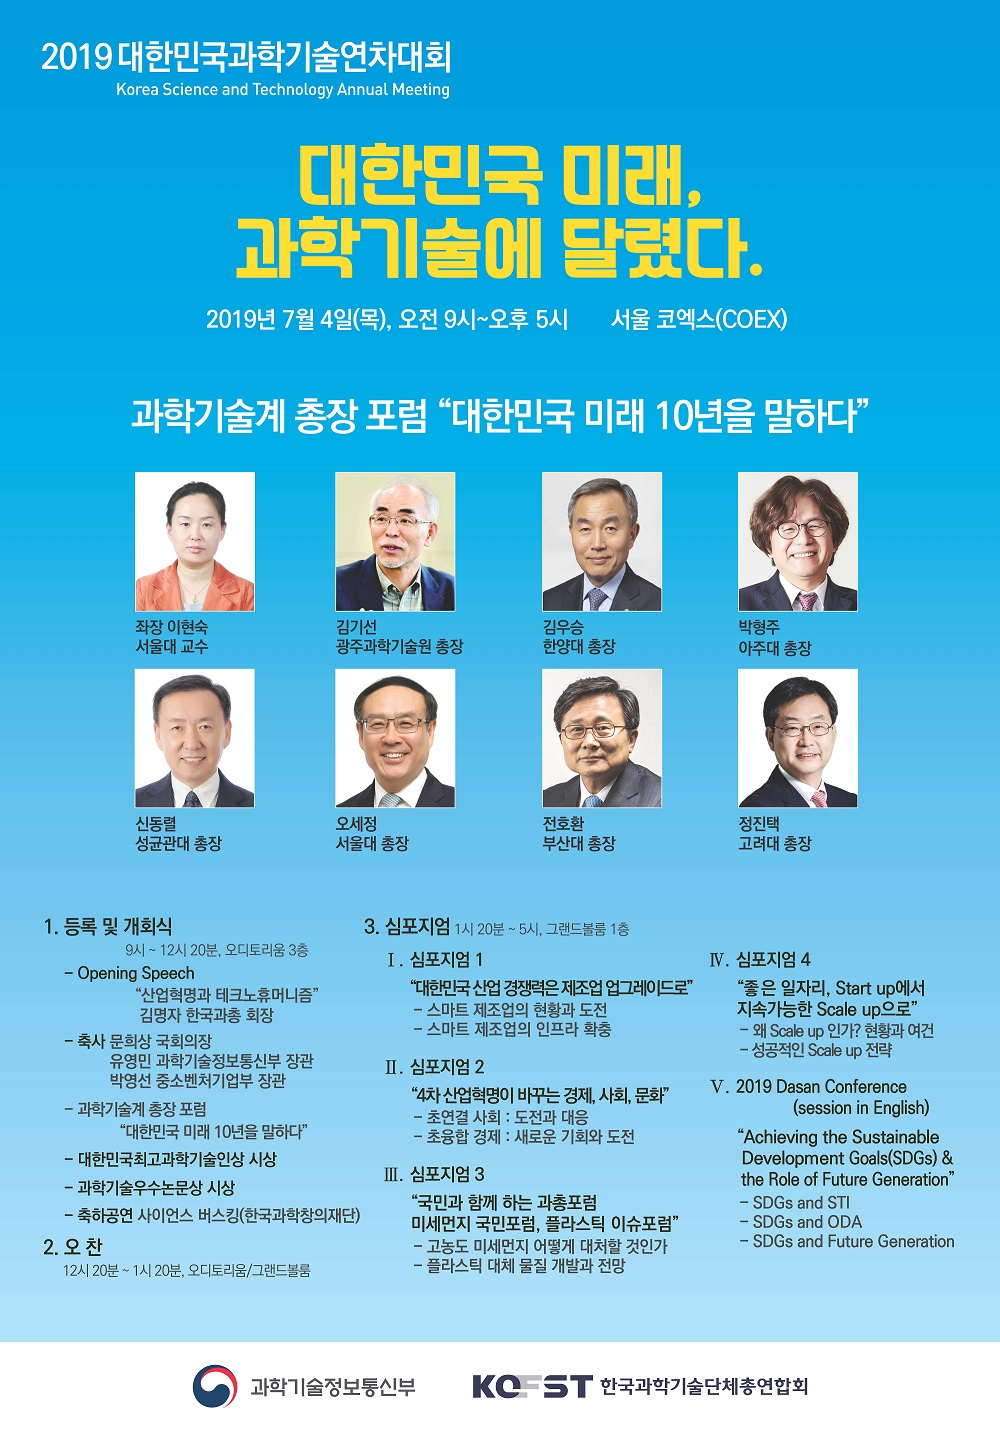 2019 대한민국과학기술연차대회
Korea Science and Technology Annual Meeting
대한민국 미래,
과학기술에 달렸다.
2019년 7월 4일(목), 오전 9시~오후 5시 서울 코엑스(COEX)
과학기술계 총장 포럼 “대한민국 미래 10년을 말하다”
좌장 이현숙
서울대 교수
김기선
광주과학기술원 총장
김우승
한양대 총장
박형주
아주대 총장
신동렬
성균관대 총장
오세정
서울대 총장
전호환
부산대 총장
정진택
고려대 총장
1. 등록 및 개회식
9시 ~ 12시 20분, 오디토리움 3층
- Opening Speech
“산업혁명과 테크노휴머니즘”
김명자 한국과총 회장
- 축사 문희상 국회의장
유영민 과학기술정보통신부 장관
박영선 중소벤처기업부 장관
- 과학기술계 총장 포럼
“대한민국 미래 10년을 말하다”
- 대한민국최고과학기술인상 시상
- 과학기술우수논문상 시상
- 축하공연 사이언스 버스킹(한국과학창의재단)
2. 오 찬
12시 20분 ~ 1시 20분, 오디토리움/그랜드볼룸
3. 심포지엄 1시 20분 ~ 5시, 그랜드볼룸 1층
Ⅰ. 심포지엄 1
“대한민국 산업 경쟁력은 제조업 업그레이드로”
- 스마트 제조업의 현황과 도전
- 스마트 제조업의 인프라 확충
Ⅱ. 심포지엄 2
“4차 산업혁명이 바꾸는 경제, 사회, 문화”
- 초연결 사회 : 도전과 대응
- 초융합 경제 : 새로운 기회와 도전
Ⅲ. 심포지엄 3
“국민과 함께 하는 과총포럼
미세먼지 국민포럼, 플라스틱 이슈포럼”
- 고농도 미세먼지 어떻게 대처할 것인가
- 플라스틱 대체 물질 개발과 전망
Ⅳ. 심포지엄 4
“좋은 일자리, Start up에서
지속가능한 Scale up으로”
- 왜 Scale up 인가? 현황과 여건
- 성공적인 Scale up 전략
Ⅴ. 2019 Dasan Conference
(session in English)
“Achieving the Sustainable
Development Goals(SDGs) &
the Role of Future Generation”
- SDGs and STI
- SDGs and ODA
- SDGs and Future Generation
과학기술정보통신부
KOFST 한국과학기술단체총연합회